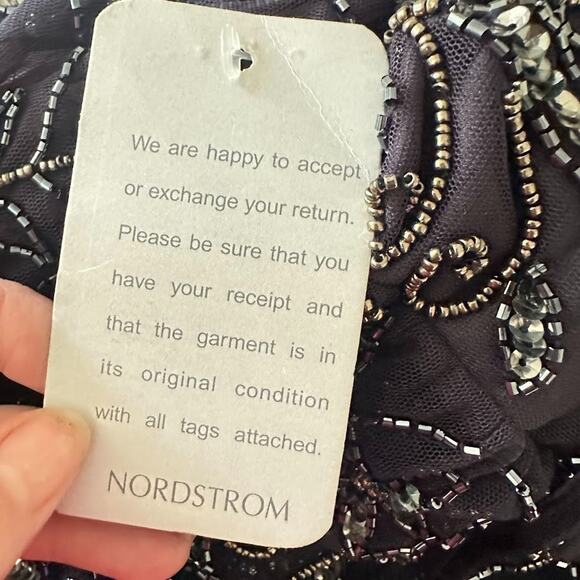 We are happy to accept
or exchange your return.
Please be sure that you
have your receipt and
that the garment is in
its original condition
with all tags attached.
NORDSTROM